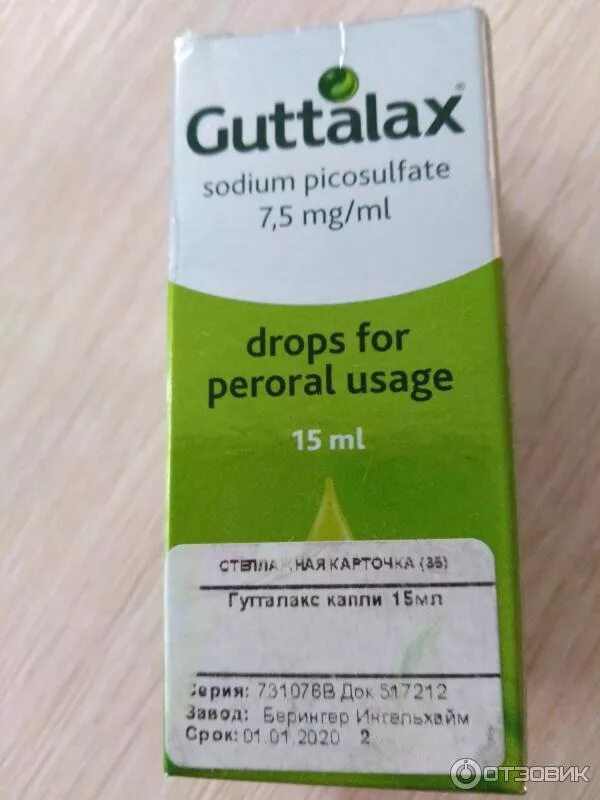 Guttalax®
sodium picosulfate
7,5 mg/ml
drops for
peroral usage
15 ml
СТЕЛЛАЖНАЯ КАРТОЧКА (35)
Гутталакс капли 15мл
Серия: 731076В Док 517212
Завод: Берингер Ингельхайм
Срок: 01.01.2020 2
ОТЗОВИК